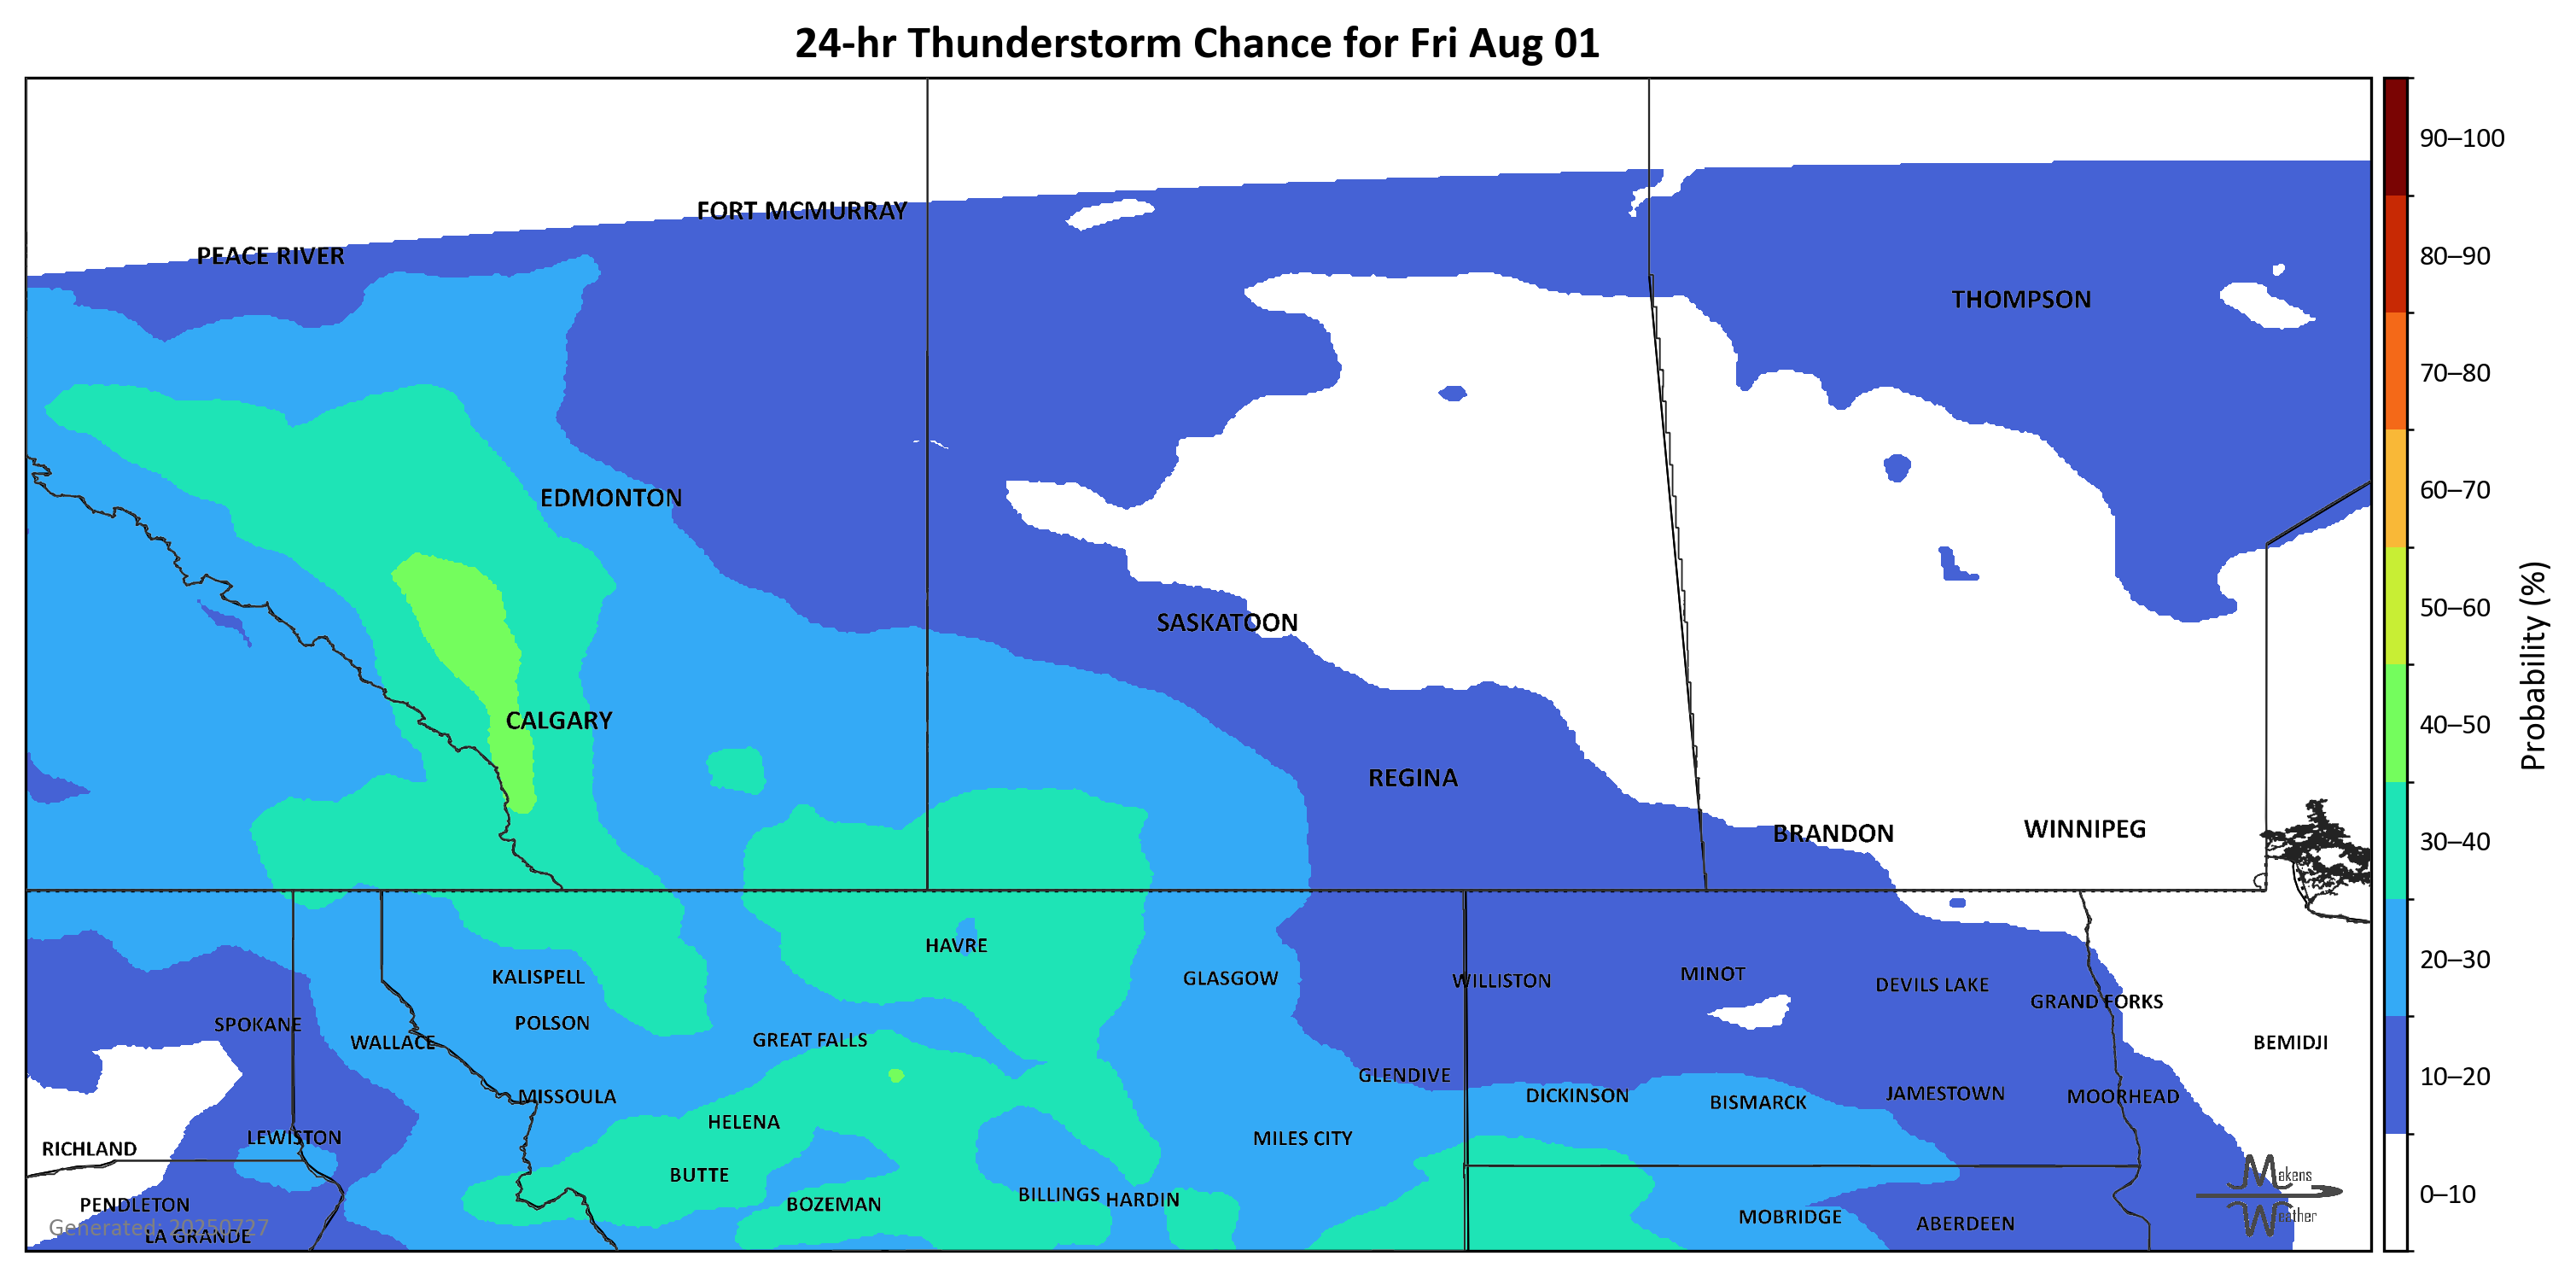 24-hr Thunderstorm Chance for Fri Aug 01
90–100
FORT MCMURRAY
PEACE RIVER
80–90
THOMPSON
70–80
60–70
EDMONTON
50–60
SASKATOON
Probability (%)
CALGARY
40–50
REGINA
BRANDON
WINNIPEG
30–40
HAVRE
20–30
KALISPELL
GLASGOW
WILLISTON
MINOT
DEVILS LAKE
GRAND FORKS
SPOKANE
POLSON
WALLACE
GREAT FALLS
BEMIDJI
GLENDIVE
10–20
MISSOULA
DICKINSON
BISMARCK
JAMESTOWN
MOORHEAD
HELENA
LEWISTON
MILES CITY
RICHLAND
BUTTE
Makens
Weather
BILLINGS
HARDIN
0–10
PENDLETON
BOZEMAN
MOBRIDGE
ABERDEEN
Generated: 20250727
LA GRANDE